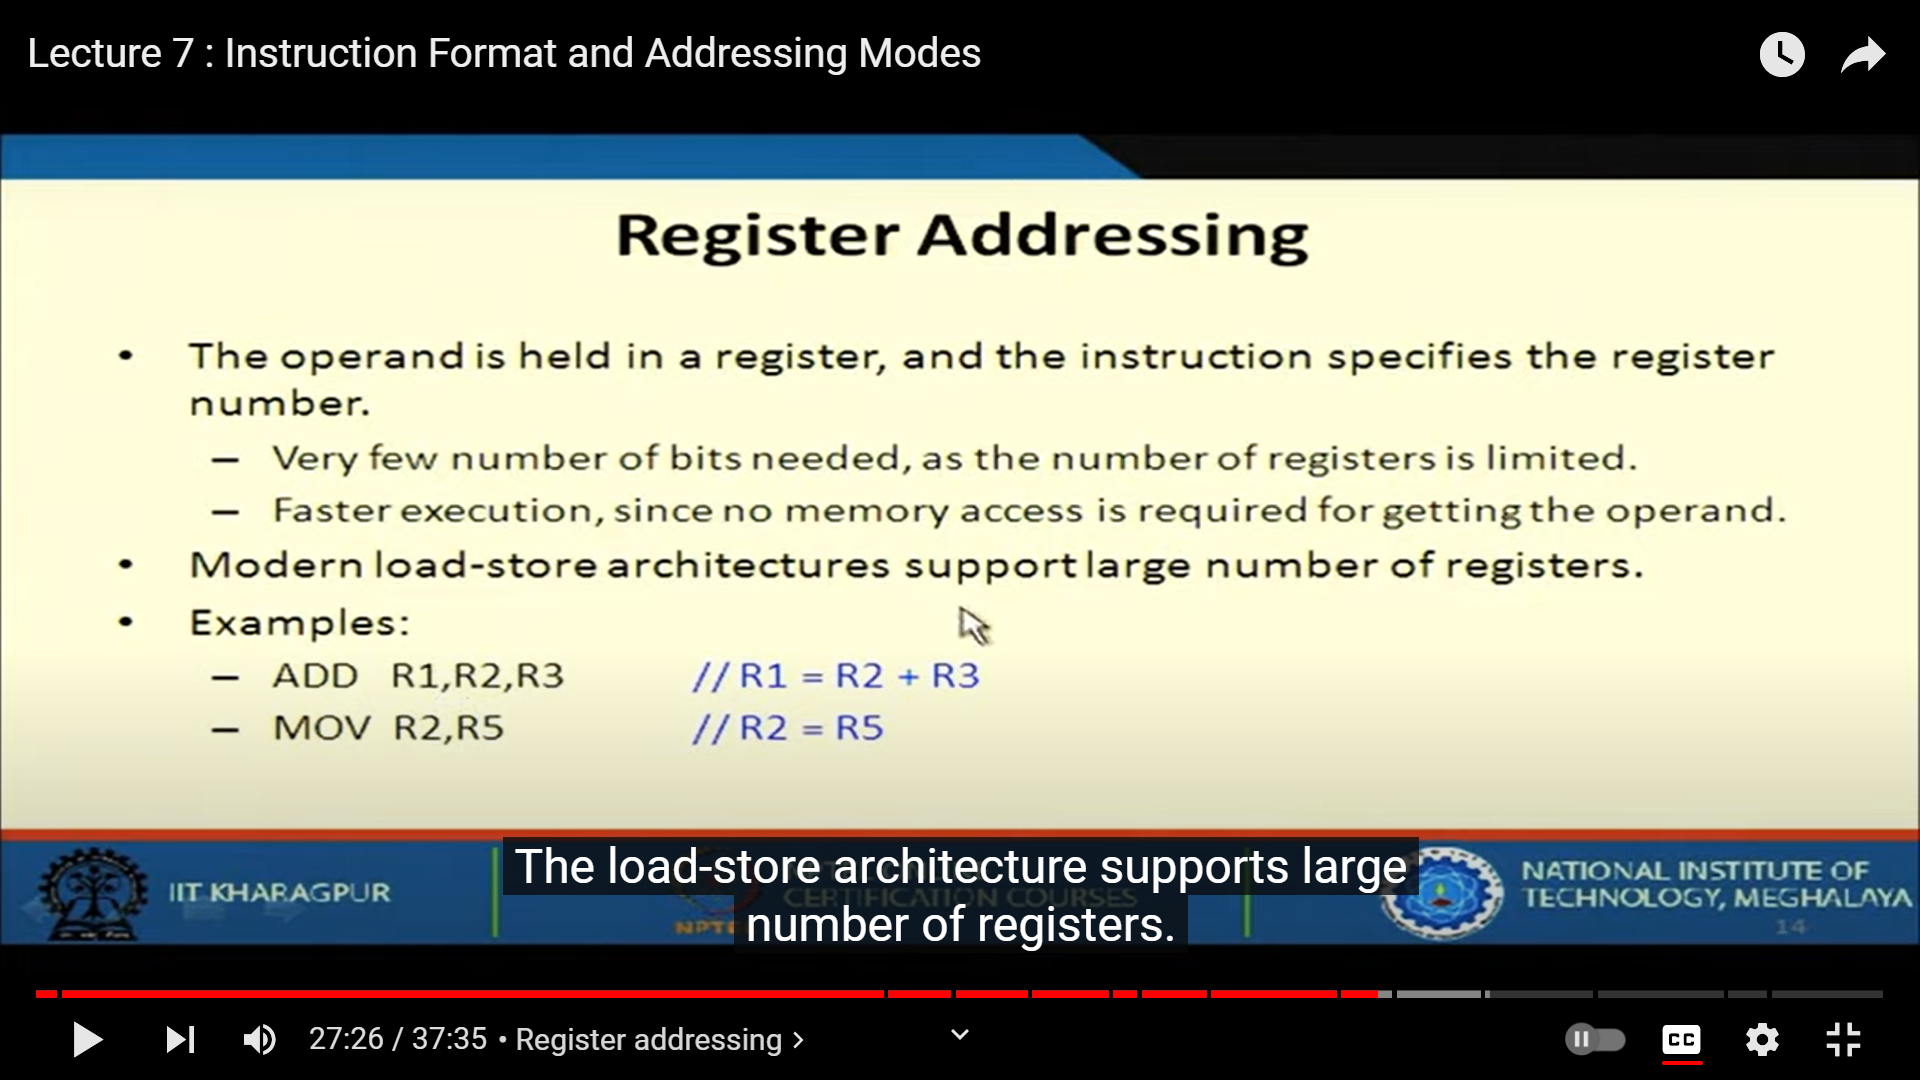 Lecture 7 : Instruction Format and Addressing Modes
Register Addressing
• The operand is held in a register, and the instruction specifies the register
number.
– Very few number of bits needed, as the number of registers is limited.
– Faster execution, since no memory access is required for getting the operand.
• Modern load-store architectures support large number of registers.
• Examples:
– ADD R1,R2,R3 // R1 = R2 + R3
– MOV R2,R5 // R2 = R5
IIT KHARAGPUR
CERTIFICATION COURSES
The load-store architecture supports large
number of registers.
NATIONAL INSTITUTE OF
TECHNOLOGY, MEGHALAYA
14
27:26 / 37:35 • Register addressing >
CC